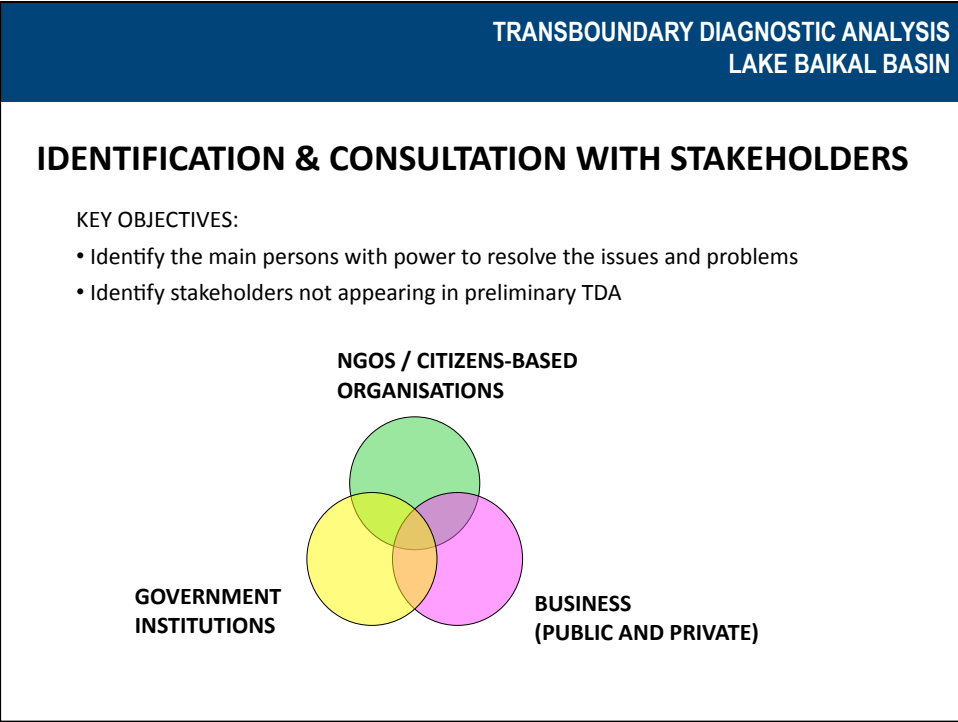 TRANSBOUNDARY DIAGNOSTIC ANALYSIS
LAKE BAIKAL BASIN
IDENTIFICATION & CONSULTATION WITH STAKEHOLDERS
KEY OBJECTIVES:
• Identify the main persons with power to resolve the issues and problems
• Identify stakeholders not appearing in preliminary TDA
NGOS / CITIZENS-BASED
ORGANISATIONS
GOVERNMENT
INSTITUTIONS
BUSINESS
(PUBLIC AND PRIVATE)